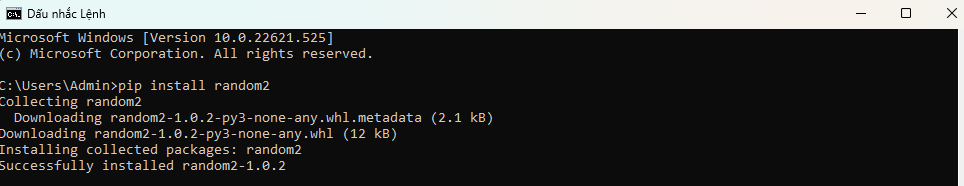 Dấu nhắc Lệnh
Microsoft Windows [Version 10.0.22621.525]
(c) Microsoft Corporation. All rights reserved.
C:\Users\Admin>pip install random2
Collecting random2
  Downloading random2-1.0.2-py3-none-any.whl.metadata (2.1 kB)
Downloading random2-1.0.2-py3-none-any.whl (12 kB)
Installing collected packages: random2
Successfully installed random2-1.0.2